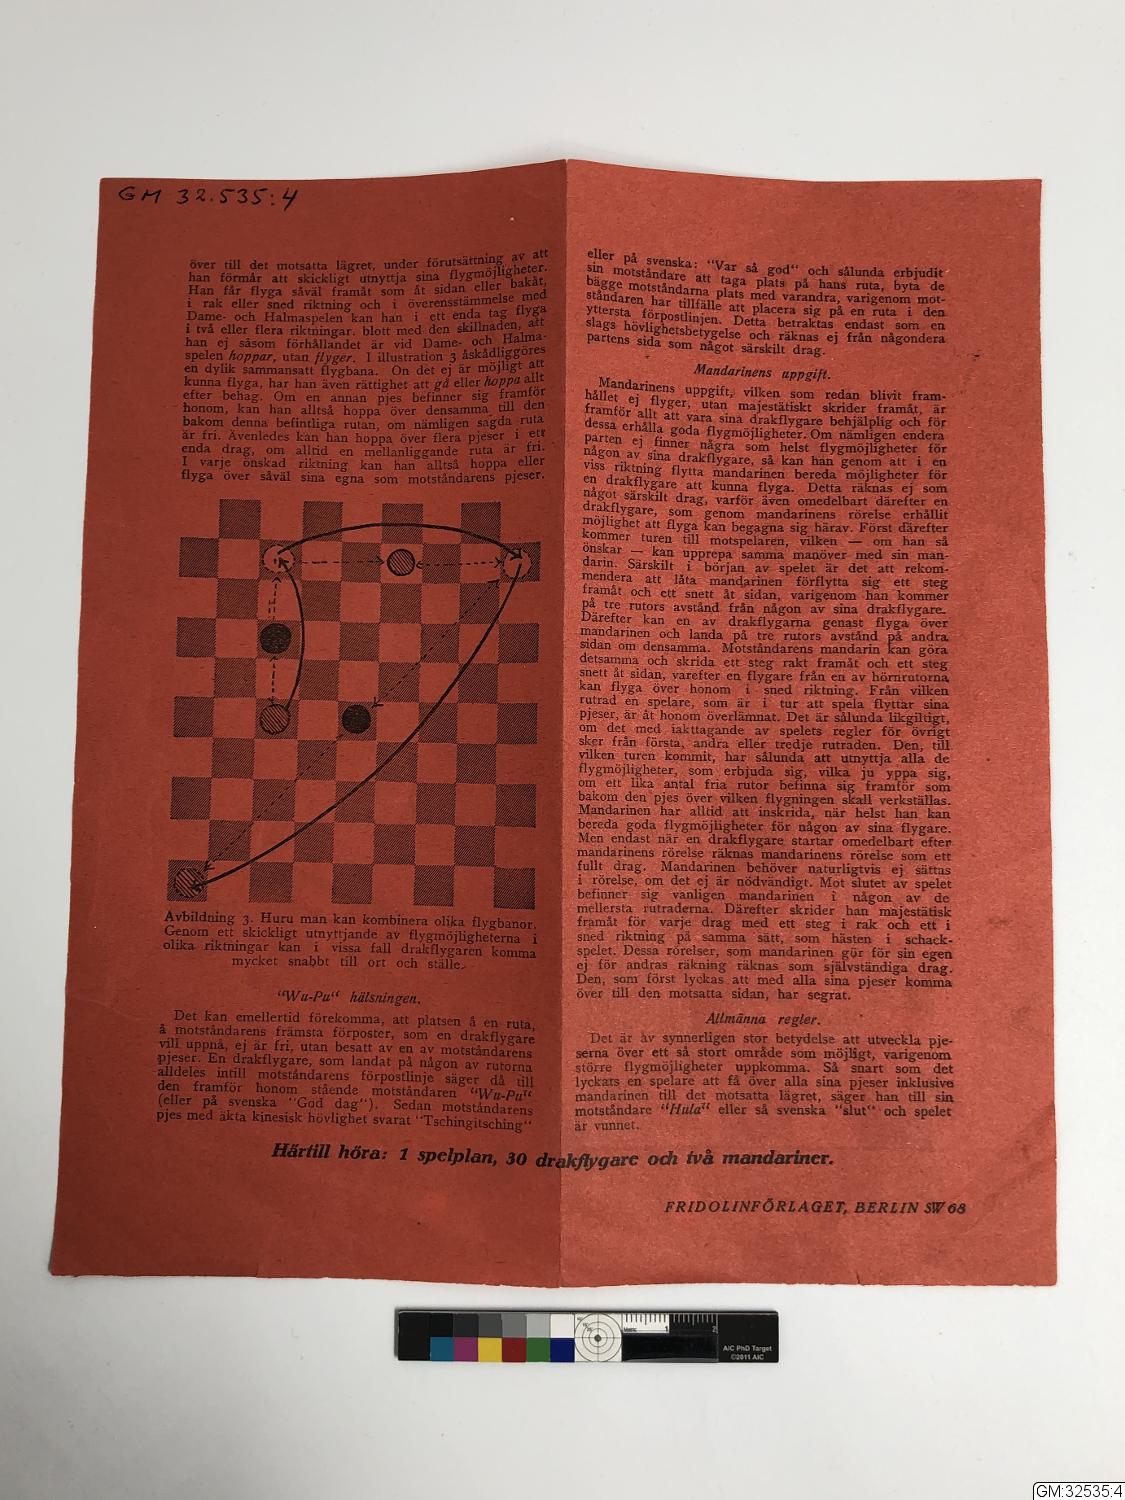 GM 32.535:4
över till det motsatta lägret, under förutsättning av att
han förmår att skickligt utnyttja sina flygmöjligheter.
Han får flyga såväl framåt som åt sidan eller bakåt,
i rak eller sned riktning och i överensstämmelse med
Dame- och Halmaspelen kan han i ett enda tag flyga
i två eller flera riktningar. blott med den skillnaden, att
han ej såsom förhållandet är vid Dame- och Halma-
spelen hoppar, utan flyger. I illustration 3 åskådliggöres
en dylik sammansatt flygbana. On det ej är möjligt att
kunna flyga, har han även rättighet att gå eller hoppa allt
efter behag. Om en annan pjes befinner sig framför
honom, kan han alltså hoppa över densamma till den
bakom denna befintliga rutan, om nämligen sagda ruta
är fri. Ävenledes kan han hoppa över flera pjeser i ett
enda drag, om alltid en mellanliggande ruta är fri.
I varje önskad riktning kan han alltså hoppa eller
flyga över såväl sina egna som motståndarens pjeser.
Avbildning 3. Huru man kan kombinera olika flygbanor.
Genom ett skickligt utnyttjande av flygmöjligheterna i
olika riktningar kan i vissa fall drakflygaren komma
mycket snabbt till ort och ställe.
"Wu-Pu" hälsningen.
Det kan emellertid förekomma, att platsen å en ruta,
å motståndarens främsta förposter, som en drakflygare
vill uppnå, ej är fri, utan besatt av en av motståndarens
pjeser. En drakflygare, som landat på någon av rutorna
alldeles intill motståndarens förpostlinje säger då till
den framför honom stående motståndaren "Wu-Pu"
(eller på svenska "God dag"). Sedan motståndarens
pjes med äkta kinesisk hövlighet svarat "Tschingitsching"
eller på svenska: "Var så god" och sålunda erbjudit
sin motståndare att taga plats på hans ruta, byta de
bägge motståndarna plats med varandra, varigenom mot-
ståndaren har tillfälle att placera sig på en ruta i den
yttersta förpostlinjen. Detta betraktas endast som en
slags hövlighetsbetygelse och räknas ej från någondera
partens sida som något särskilt drag.
Mandarinens uppgift.
Mandarinens uppgift, vilken som redan blivit fram-
hållet ej flyger, utan majestätiskt skrider framåt, är
framför allt att vara sina drakflygare behjälplig och för
dessa erhålla goda flygmöjligheter. Om nämligen endera
parten ej finner några som helst flygmöjligheter för
någon av sina drakflygare, så kan han genom att i en
viss riktning flytta mandarinen bereda möjligheter för
en drakflygare att kunna flyga. Detta räknas ej som
något särskilt drag, varför även omedelbart därefter en
drakflygare, som genom mandarinens rörelse erhållit
möjlighet att flyga kan begagna sig härav. Först därefter
kommer turen till motspelaren, vilken — om han så
önskar — kan upprepa samma manöver med sin man-
darin. Särskilt i början av spelet är det att rekom-
mendera att låta mandarinen förflytta sig ett steg
framåt och ett snett åt sidan, varigenom han kommer
på tre rutors avstånd från någon av sina drakflygare.
Därefter kan en av drakflygarna genast flyga över
mandarinen och landa på tre rutors avstånd på andra
sidan om densamma. Motståndarens mandarin kan göra
detsamma och skrida ett steg rakt framåt och ett steg
snett åt sidan, varefter en flygare från en av hörnrutorna
kan flyga över honom i sned riktning. Från vilken
rutrad en spelare, som är i tur att spela flyttar sina
pjeser, är åt honom överlämnat. Det är sålunda likgiltigt,
om det med iakttagande av spelets regler för övrigt
sker från första, andra eller tredje rutraden. Den, till
vilken turen kommit, har sålunda att utnyttja alla de
flygmöjligheter, som erbjuda sig, vilka ju yppa sig,
om ett lika antal fria rutor befinna sig framför som
bakom den pjes över vilken flygningen skall verkställas.
Mandarinen har alltid att inskrida, när helst han kan
bereda goda flygmöjligheter för någon av sina flygare.
Men endast när en drakflygare startar omedelbart efter
mandarinens rörelse räknas mandarinens rörelse som ett
fullt drag. Mandarinen behöver naturligtvis ej sättas
i rörelse, om det ej är nödvändigt. Mot slutet av spelet
befinner sig vanligen mandarinen i någon av de
mellersta rutraderna. Därefter skrider han majestätisk
framåt för varje drag med ett steg i rak och ett i
sned riktning på samma sätt, som hästen i schack-
spelet. Dessa rörelser, som mandarinen gör för sin egen
ej för andras räkning räknas som självständiga drag.
Den, som först lyckas att med alla sina pjeser komma
över till den motsatta sidan, har segrat.
Allmänna regler.
Det är av synnerligen stor betydelse att utveckla pje-
serna över ett så stort område som möjligt, varigenom
större flygmöjligheter uppkomma. Så snart som det
lyckats en spelare att få över alla sina pjeser inklusive
mandarinen till det motsatta lägret, säger han till sin
motståndare "Hula" eller så svenska "slut" och spelet
är vunnet.
Härtill höra: 1 spelplan, 30 drakflygare och två mandariner.
FRIDOLINFÖRLAGET, BERLIN SW 68
Metric 1 2
AIC PhD Target
©2011 AIC
GM:32535:4